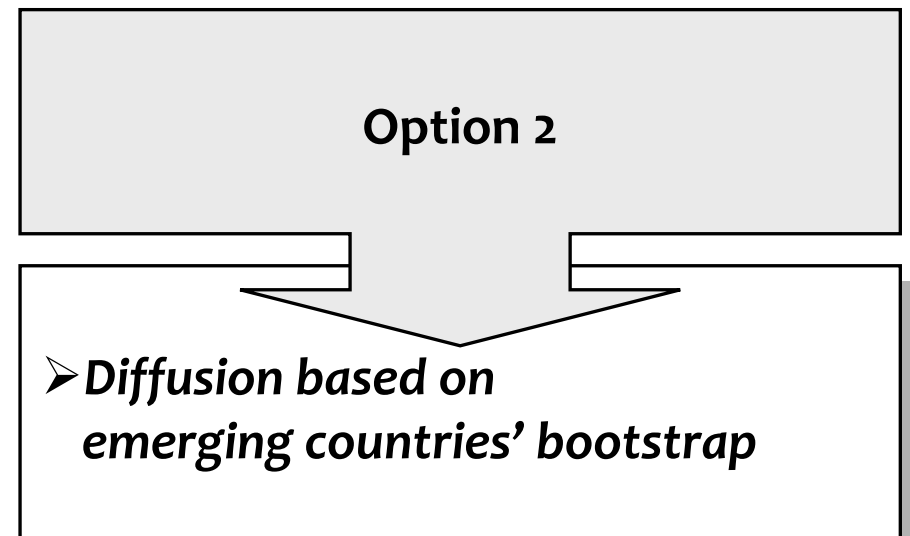 Option 2
➢Diffusion based on
emerging countries’ bootstrap